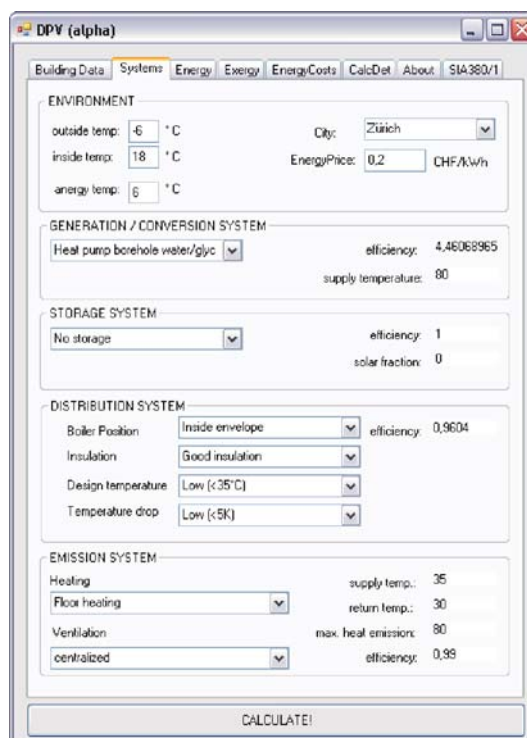 DPV (alpha)
Building Data Systems Energy Exergy EnergyCosts CalcDet About SIA380/1
ENVIRONMENT
outside temp: -6 °C City: Zürich
inside temp: 18 °C EnergyPrice: 0,2 CHF/kWh
anergy temp: 6 °C
GENERATION / CONVERSION SYSTEM
Heat pump borehole water/glyc efficiency: 4,46068965
supply temperature: 80
STORAGE SYSTEM
No storage efficiency: 1
solar fraction: 0
DISTRIBUTION SYSTEM
Boiler Position Inside envelope efficiency: 0,9604
Insulation Good insulation
Design temperature Low (<35°C)
Temperature drop Low (<5K)
EMISSION SYSTEM
Heating supply temp.: 35
Floor heating return temp.: 30
Ventilation max. heat emission: 80
centralized efficiency: 0,99
CALCULATE!